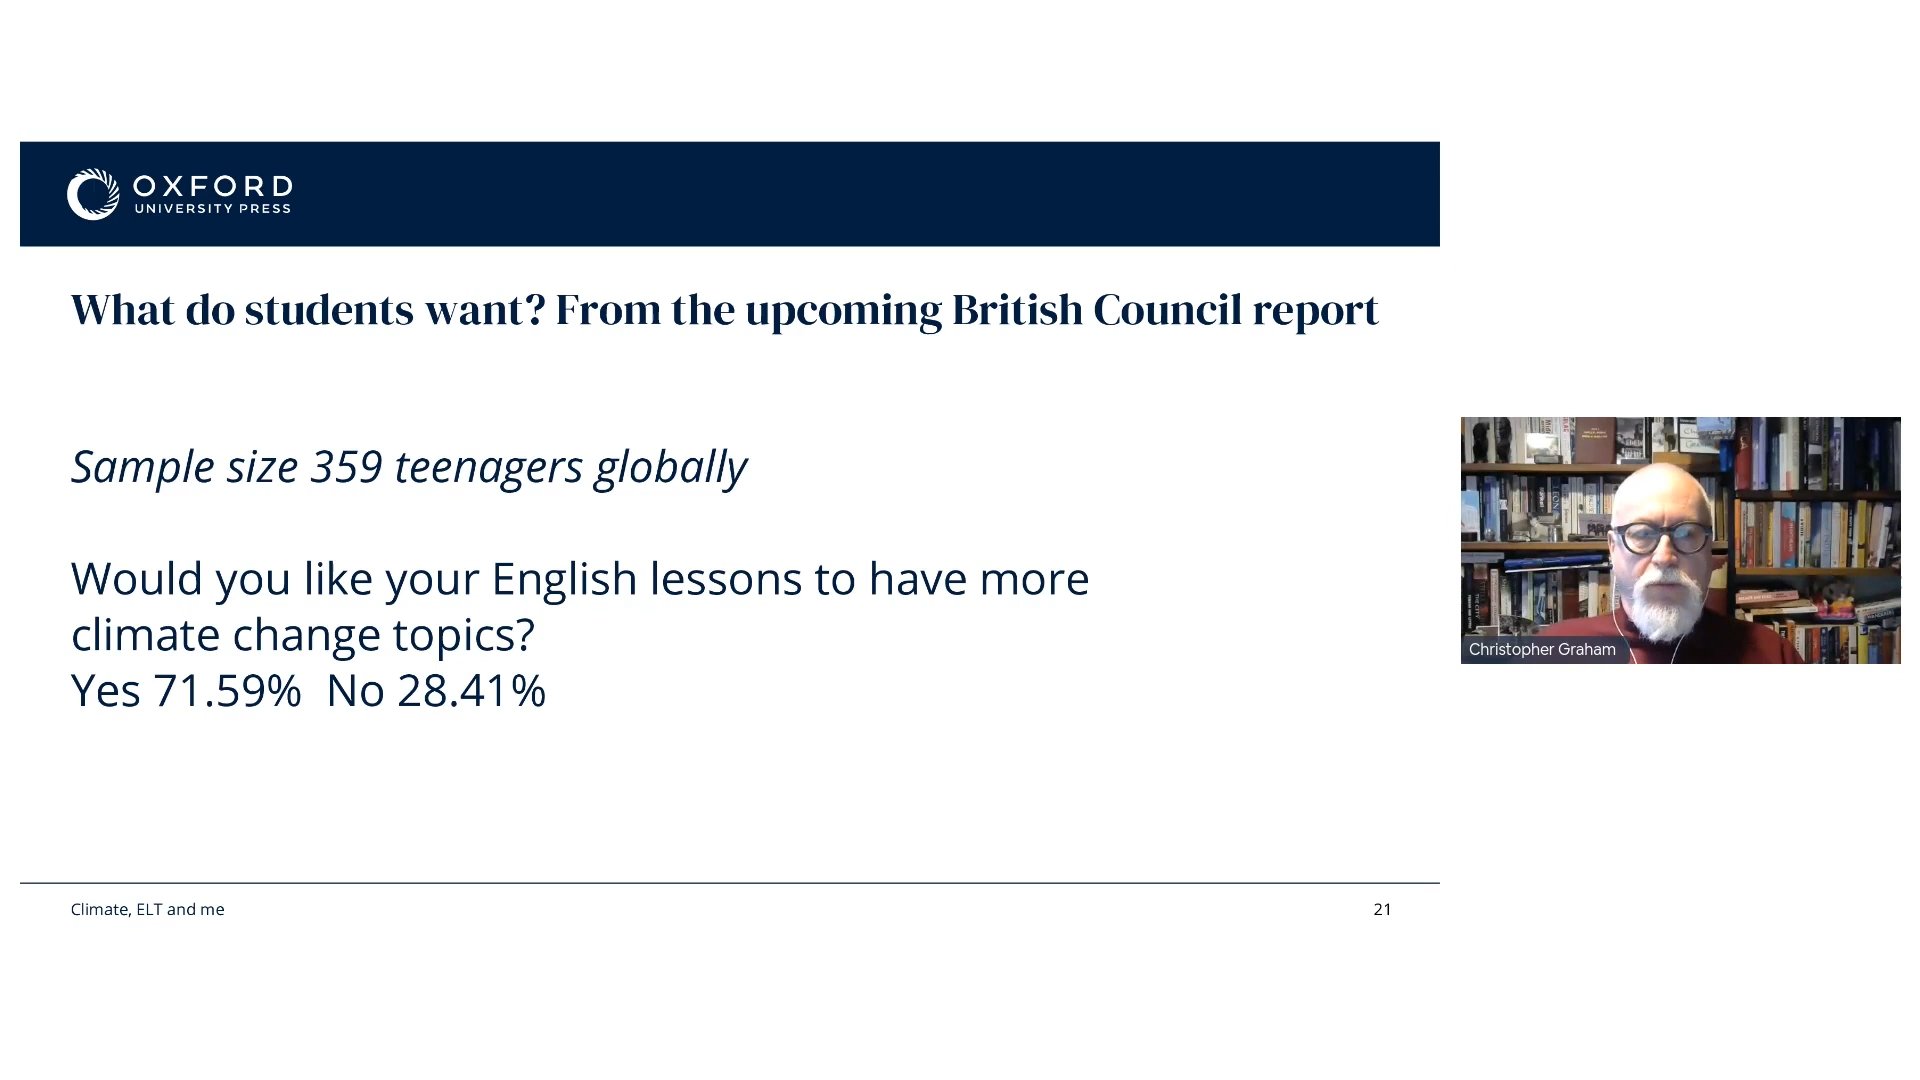 OXFORD
UNIVERSITY PRESS
What do students want? From the upcoming British Council report
Sample size 359 teenagers globally
Would you like your English lessons to have more
climate change topics?
Yes 71.59%  No 28.41%
Christopher Graham
Climate, ELT and me
21